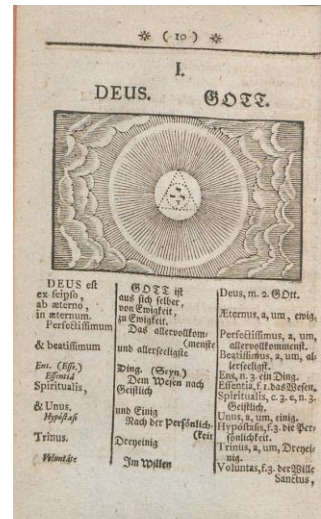 ( 10 )
I.
DEUS. GOTT.
DEUS est
ex seipso,
ab æterno,
in æternum.
Perfectissimum
& beatissimum
Ens. (Esse.)
Essentiâ
Spiritualis,
& Unus.
Hypostasi
Trinus.
Voluntate
GOTT ist
aus sich selber,
von Ewigkeit,
zu Ewigkeit.
Das allervollkom-
(menste
und allerseeligste
Ding. (Seyn.)
Dem Wesen nach
Geistlich
und Einig
Nach der Persönlich-
(keit
Dreyeinig
Im Willen
Deus, m. 2. GOtt.
Æternus, a, um, ewig.
Perfectissimus, a, um,
allervollkommenst.
Beatissimus, a, um, al-
lerseeligst.
Ens, n. 3. ein Ding.
Essentia, f. 1. das Wesen.
Spiritualis, c. 3. e, n. 3.
Geistlich.
Unus, a, um, einig.
Hypostasis, f. 3. die Per-
sönlichkeit.
Trinus, a, um, Dreyei-
nig.
Voluntas, f. 3. der Wille
Sanctus,